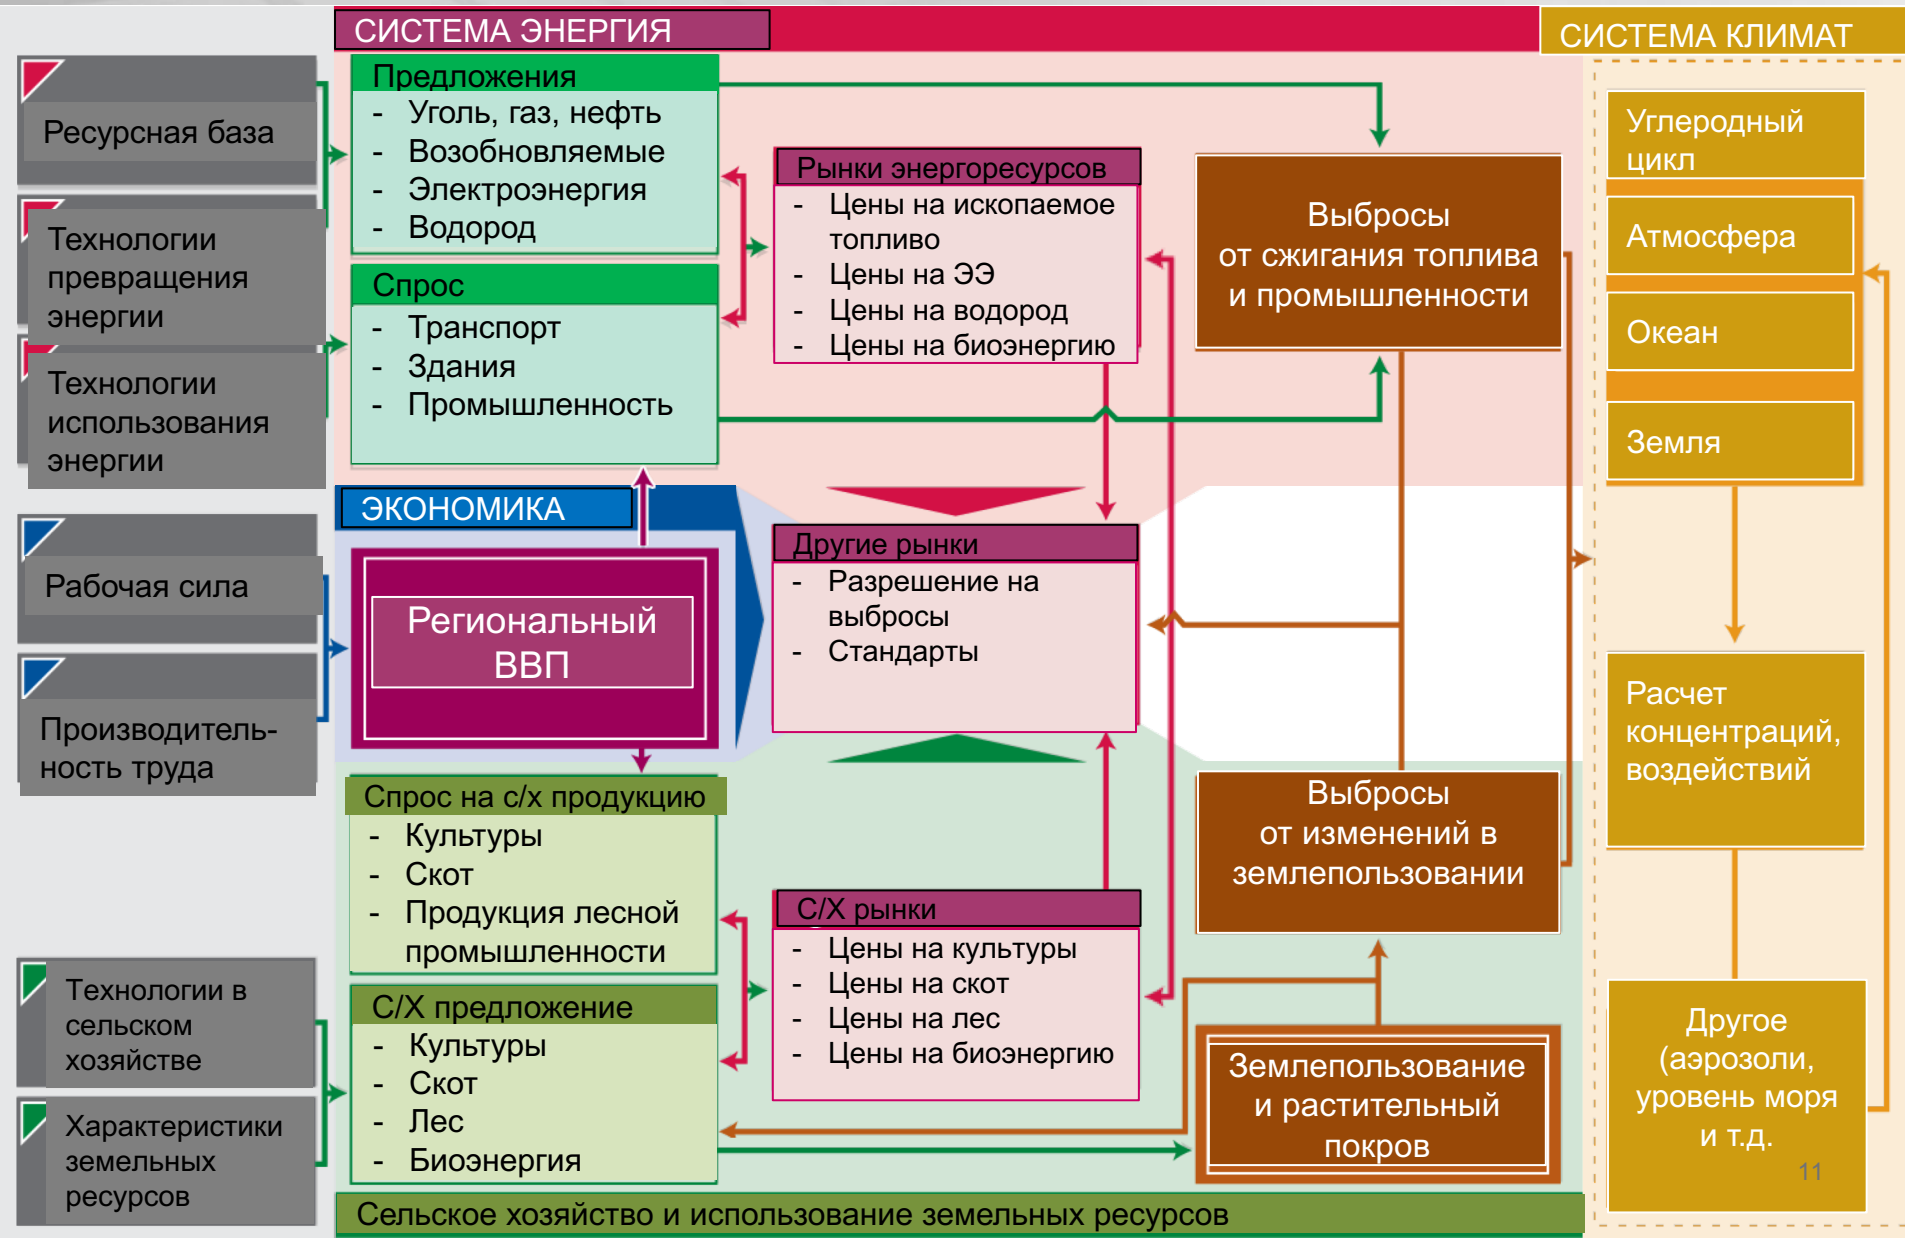 СИСТЕМА ЭНЕРГИЯ
СИСТЕМА КЛИМАТ
Ресурсная база
Технологии
превращения
энергии
Технологии
использования
энергии
Рабочая сила
Производитель-
ность труда
Технологии в
сельском
хозяйстве
Характеристики
земельных
ресурсов
Предложения
- Уголь, газ, нефть
- Возобновляемые
- Электроэнергия
- Водород
Спрос
- Транспорт
- Здания
- Промышленность
ЭКОНОМИКА
Региональный
ВВП
Спрос на с/х продукцию
- Культуры
- Скот
- Продукция лесной
промышленности
С/Х предложение
- Культуры
- Скот
- Лес
- Биоэнергия
Рынки энергоресурсов
- Цены на ископаемое
топливо
- Цены на ЭЭ
- Цены на водород
- Цены на биоэнергию
Другие рынки
- Разрешение на
выбросы
- Стандарты
С/Х рынки
- Цены на культуры
- Цены на скот
- Цены на лес
- Цены на биоэнергию
Выбросы
от сжигания топлива
и промышленности
Выбросы
от изменений в
землепользовании
Землепользование
и растительный
покров
Углеродный
цикл
Атмосфера
Океан
Земля
Расчет
концентраций,
воздействий
Другое
(аэрозоли,
уровень моря
и т.д.
11
Сельское хозяйство и использование земельных ресурсов